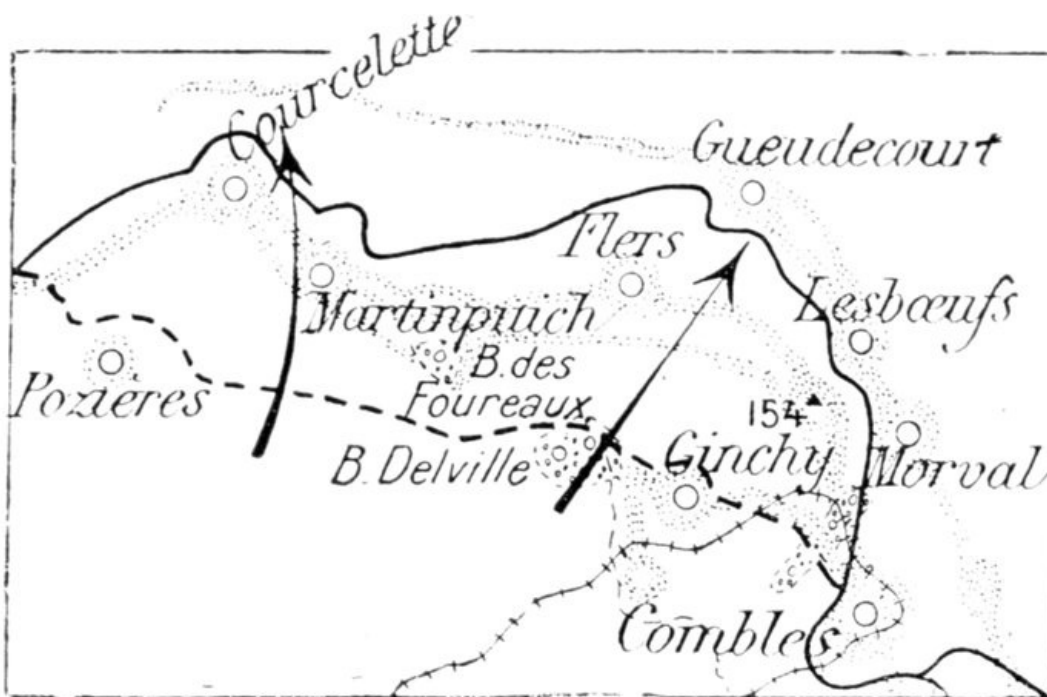 Courcelette
Gueudecourt
Flers
Lesbœufs
Martinpuich
B. des
Foureaux
Pozières
154
Ginchy
Morval
B. Delville
Combles